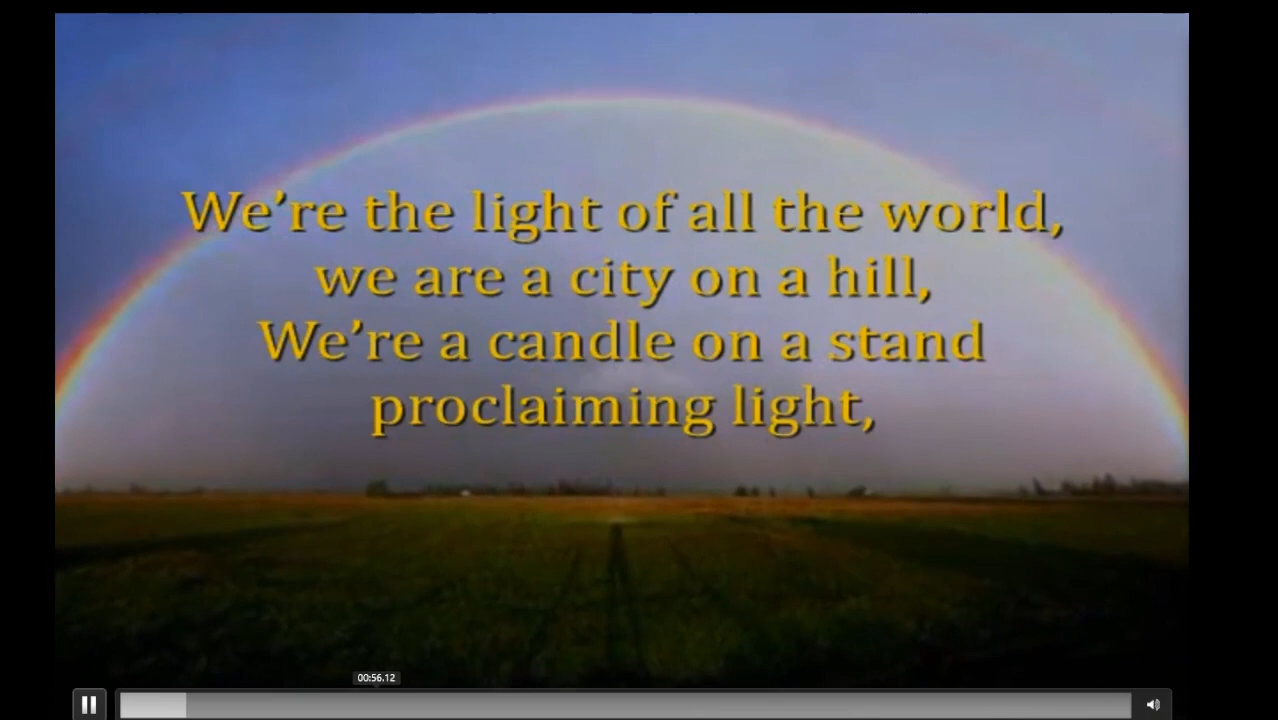 We're the light of all the world,
we are a city on a hill,
We're a candle on a stand
proclaiming light,
00:56.12